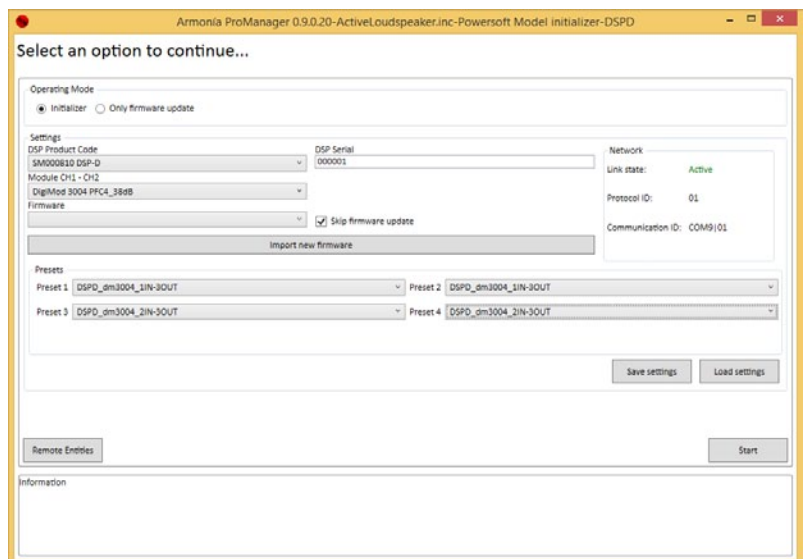 Armonía ProManager 0.9.0.20-ActiveLoudspeaker.inc-Powersoft Model initializer-DSPD
Select an option to continue...
Operating Mode
Initializer Only firmware update
Settings
DSP Product Code DSP Serial
SM000810 DSP-D 000001
Module CH1 - CH2
DigiMod 3004 PFC4_38dB
Firmware
Skip firmware update
Import new firmware
Network
Link state: Active
Protocol ID: 01
Communication ID: COM9|01
Presets
Preset 1 DSPD_dm3004_1IN-3OUT Preset 2 DSPD_dm3004_1IN-3OUT
Preset 3 DSPD_dm3004_2IN-3OUT Preset 4 DSPD_dm3004_2IN-3OUT
Save settings Load settings
Remote Entities Start
Information